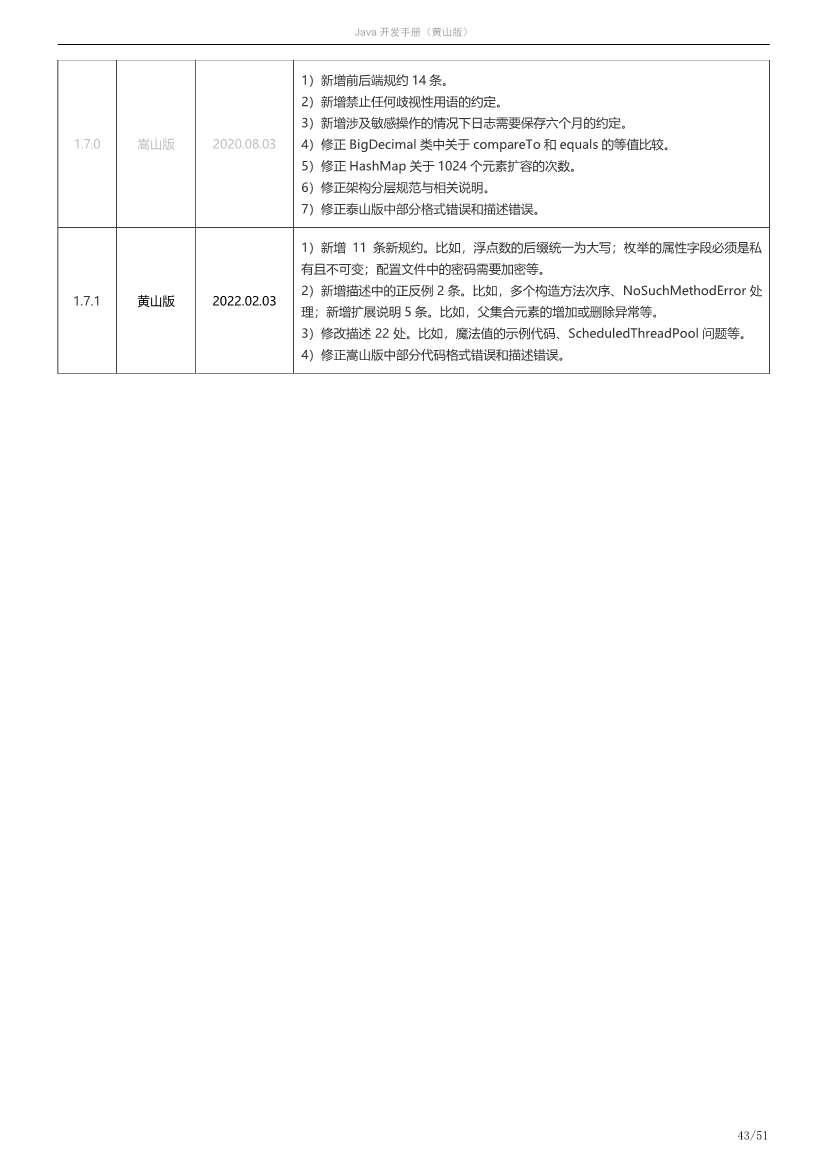 Java 开发手册（黄山版）
1.7.0
嵩山版
2020.08.03
1）新增前后端规约 14 条。
2）新增禁止任何歧视性用语的约定。
3）新增涉及敏感操作的情况下日志需要保存六个月的约定。
4）修正 BigDecimal 类中关于 compareTo 和 equals 的等值比较。
5）修正 HashMap 关于 1024 个元素扩容的次数。
6）修正架构分层规范与相关说明。
7）修正泰山版中部分格式错误和描述错误。
1.7.1
黄山版
2022.02.03
1）新增 11 条新规约。比如，浮点数的后缀统一为大写；枚举的属性字段必须是私
有且不可变；配置文件中的密码需要加密等。
2）新增描述中的正反例 2 条。比如，多个构造方法次序、NoSuchMethodError 处
理；新增扩展说明 5 条。比如，父集合元素的增加或删除异常等。
3）修改描述 22 处。比如，魔法值的示例代码、ScheduledThreadPool 问题等。
4）修正嵩山版中部分代码格式错误和描述错误。
43/51